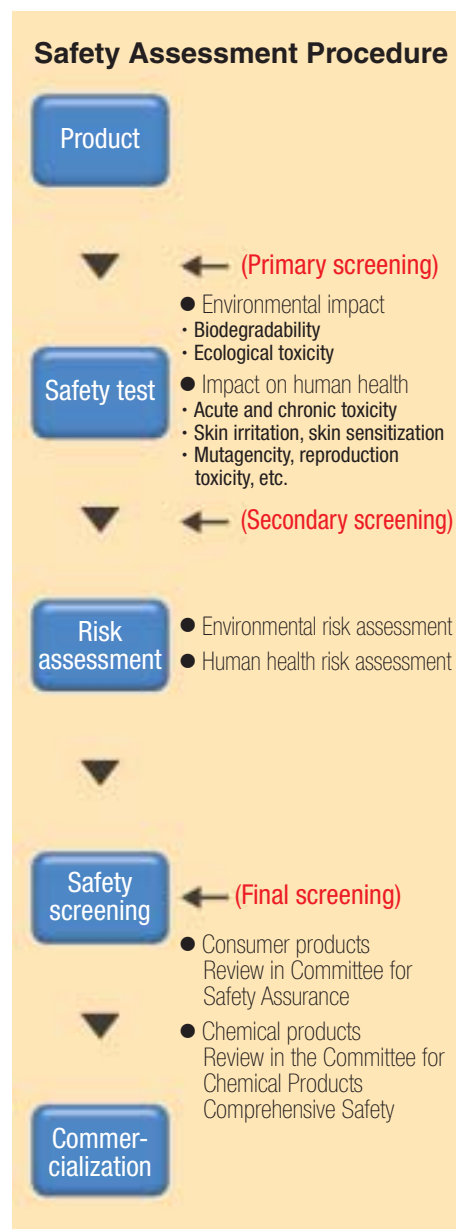 Safety Assessment Procedure
Product
(Primary screening)
● Environmental impact
・Biodegradability
・Ecological toxicity
Safety test
● Impact on human health
・Acute and chronic toxicity
・Skin irritation, skin sensitization
・Mutagencity, reproduction
toxicity, etc.
(Secondary screening)
Risk
assessment
● Environmental risk assessment
● Human health risk assessment
Safety
screening
(Final screening)
● Consumer products
Review in Committee for
Safety Assurance
● Chemical products
Review in the Committee for
Chemical Products
Comprehensive Safety
Commer-
cialization